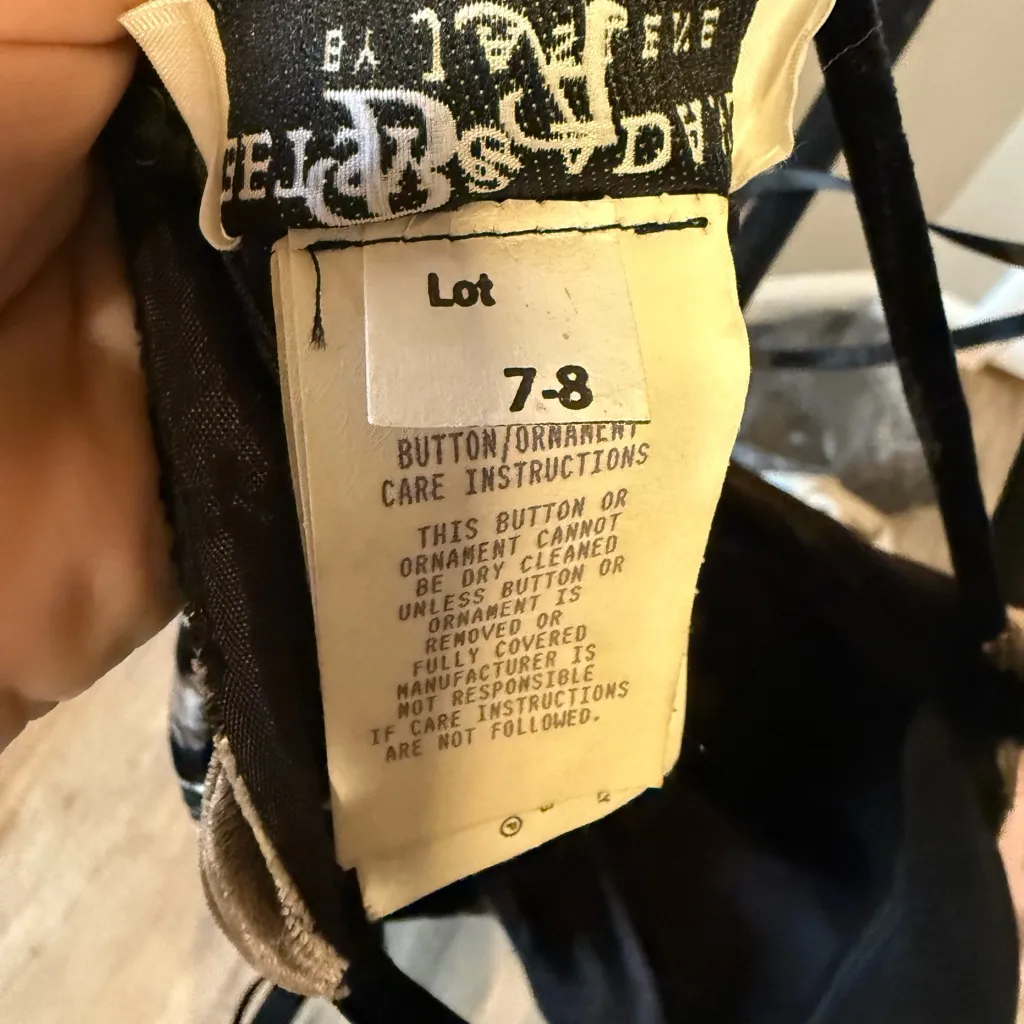 BY
Lot
7-8
BUTTON/ORNAMENT
CARE INSTRUCTIONS
THIS BUTTON OR
ORNAMENT CANNOT
BE DRY CLEANED
UNLESS BUTTON OR
ORNAMENT IS
REMOVED OR
FULLY COVERED
MANUFACTURER IS
NOT RESPONSIBLE
IF CARE INSTRUCTIONS
ARE NOT FOLLOWED.